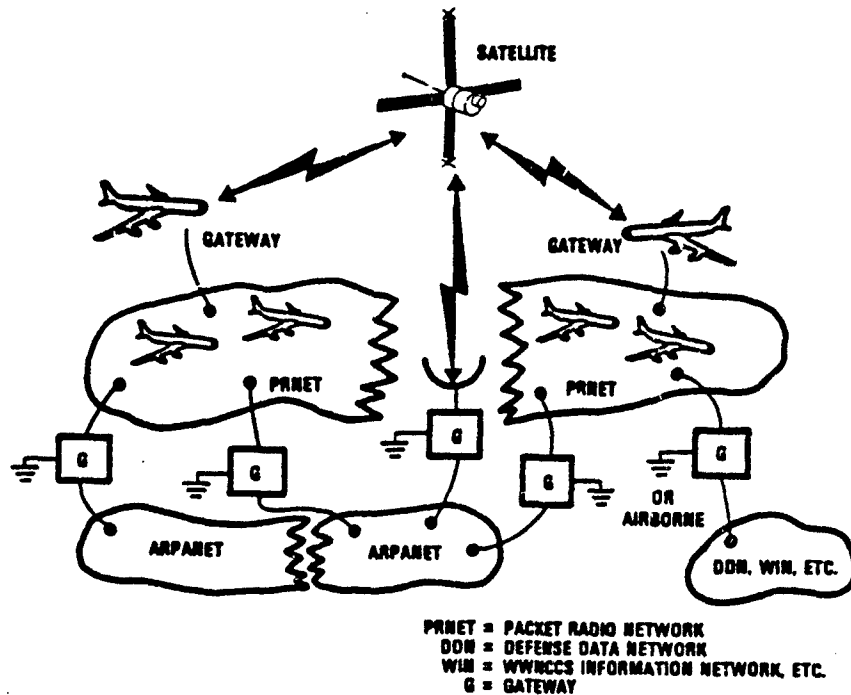 SATELLITE
GATEWAY
GATEWAY
PRNET
PRNET
G
G
G
G
G
OR
AIRBORNE
ARPANET
ARPANET
DDN, WIN, ETC.
PRNET = PACKET RADIO NETWORK
DDN = DEFENSE DATA NETWORK
WIN = WWMCCS INFORMATION NETWORK, ETC.
G = GATEWAY